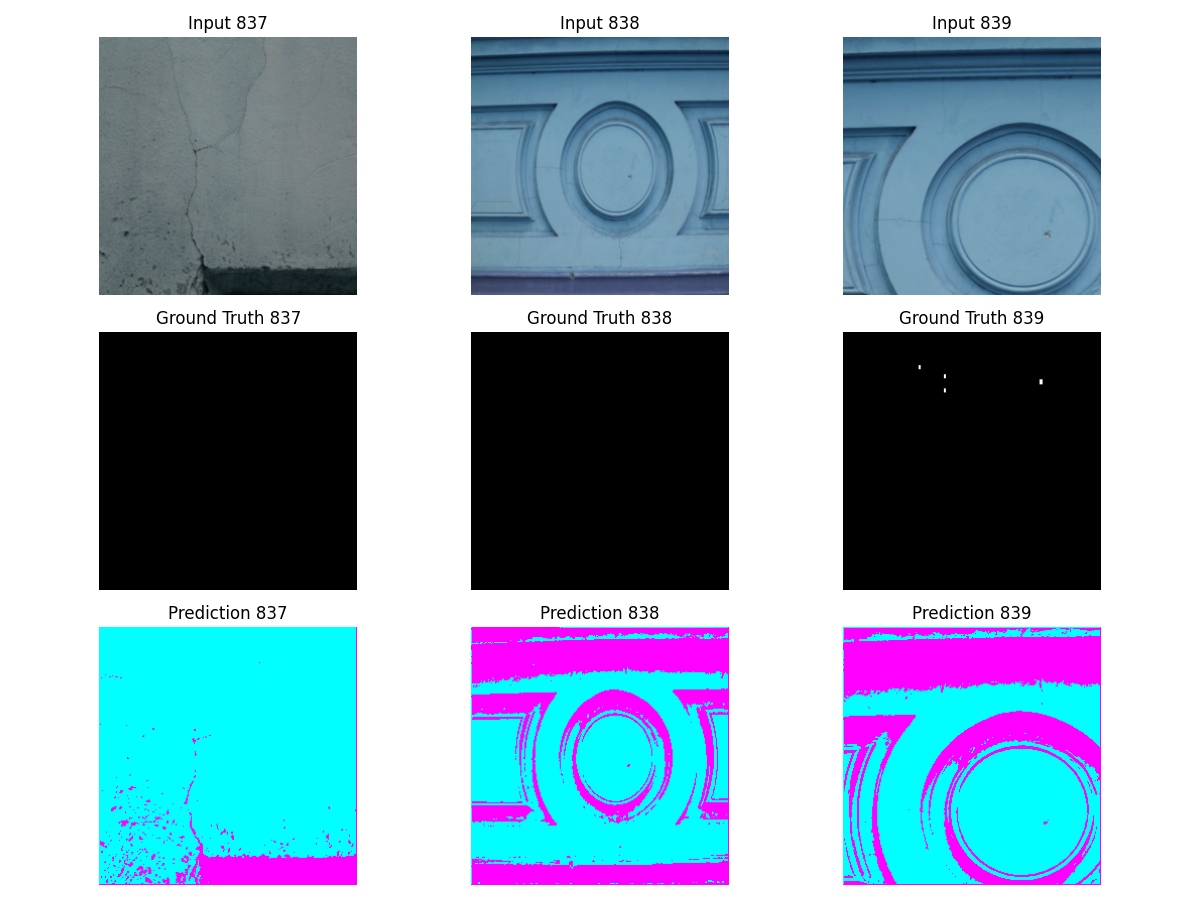 Input 837
Input 838
Input 839
Ground Truth 837
Ground Truth 838
Ground Truth 839
Prediction 837
Prediction 838
Prediction 839